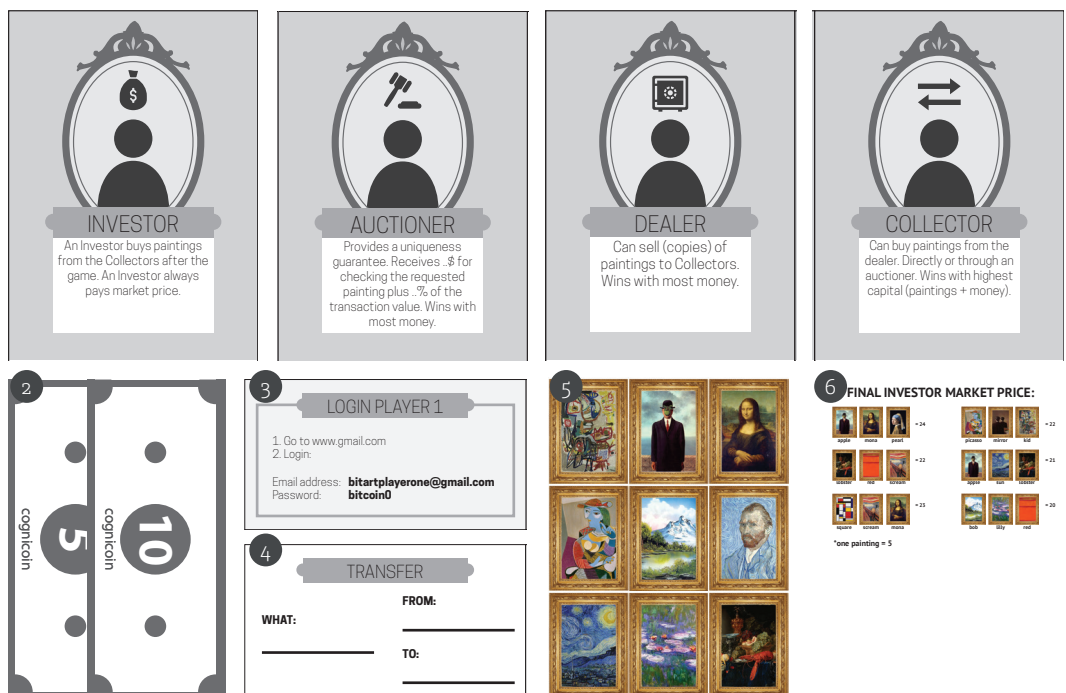 INVESTOR
An Investor buys paintings
from the Collectors after the
game. An Investor always
pays market price.
AUCTIONER
Provides a uniqueness
guarantee. Receives ..$ for
checking the requested
painting plus ..% of the
transaction value. Wins with
most money.
DEALER
Can sell (copies) of
paintings to Collectors.
Wins with most money.
COLLECTOR
Can buy paintings from the
dealer. Directly or through an
auctioner. Wins with highest
capital (paintings + money).
2
cognicoin
5
cognicoin
10
3
LOGIN PLAYER 1
1. Go to www.gmail.com
2. Login:
Email address: bitartplayerone@gmail.com
Password: bitcoin0
4
TRANSFER
WHAT:
FROM:
TO:
5
6
FINAL INVESTOR MARKET PRICE:
apple mona pearl = 24
lobster red scream = 22
square scream mona = 25
*one painting = 5
picasso mirror kid = 22
appel sun lobster = 21
bob lilly red = 20